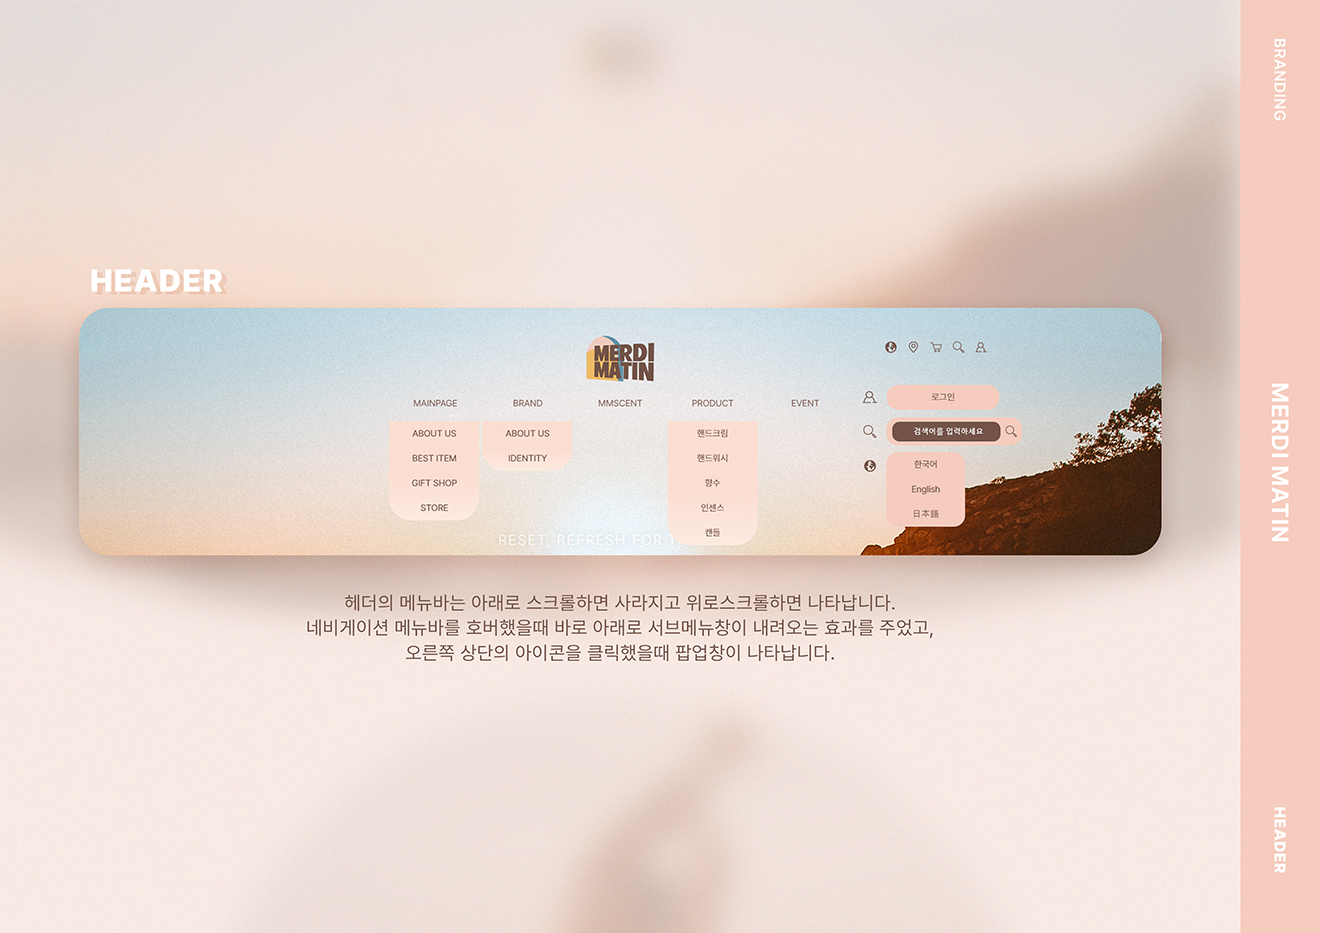 BRANDING
MERDI MATIN
HEADER
HEADER
MERDI
MATIN
MAINPAGE
BRAND
MMSCENT
PRODUCT
EVENT
ABOUT US
BEST ITEM
GIFT SHOP
STORE
ABOUT US
IDENTITY
핸드크림
핸드워시
향수
인센스
캔들
로그인
검색어를 입력하세요
한국어
English
日本語
RESET, REFRESH FOR
헤더의 메뉴바는 아래로 스크롤하면 사라지고 위로스크롤하면 나타납니다.
네비게이션 메뉴바를 호버했을때 바로 아래로 서브메뉴창이 내려오는 효과를 주었고,
오른쪽 상단의 아이콘을 클릭했을때 팝업창이 나타납니다.